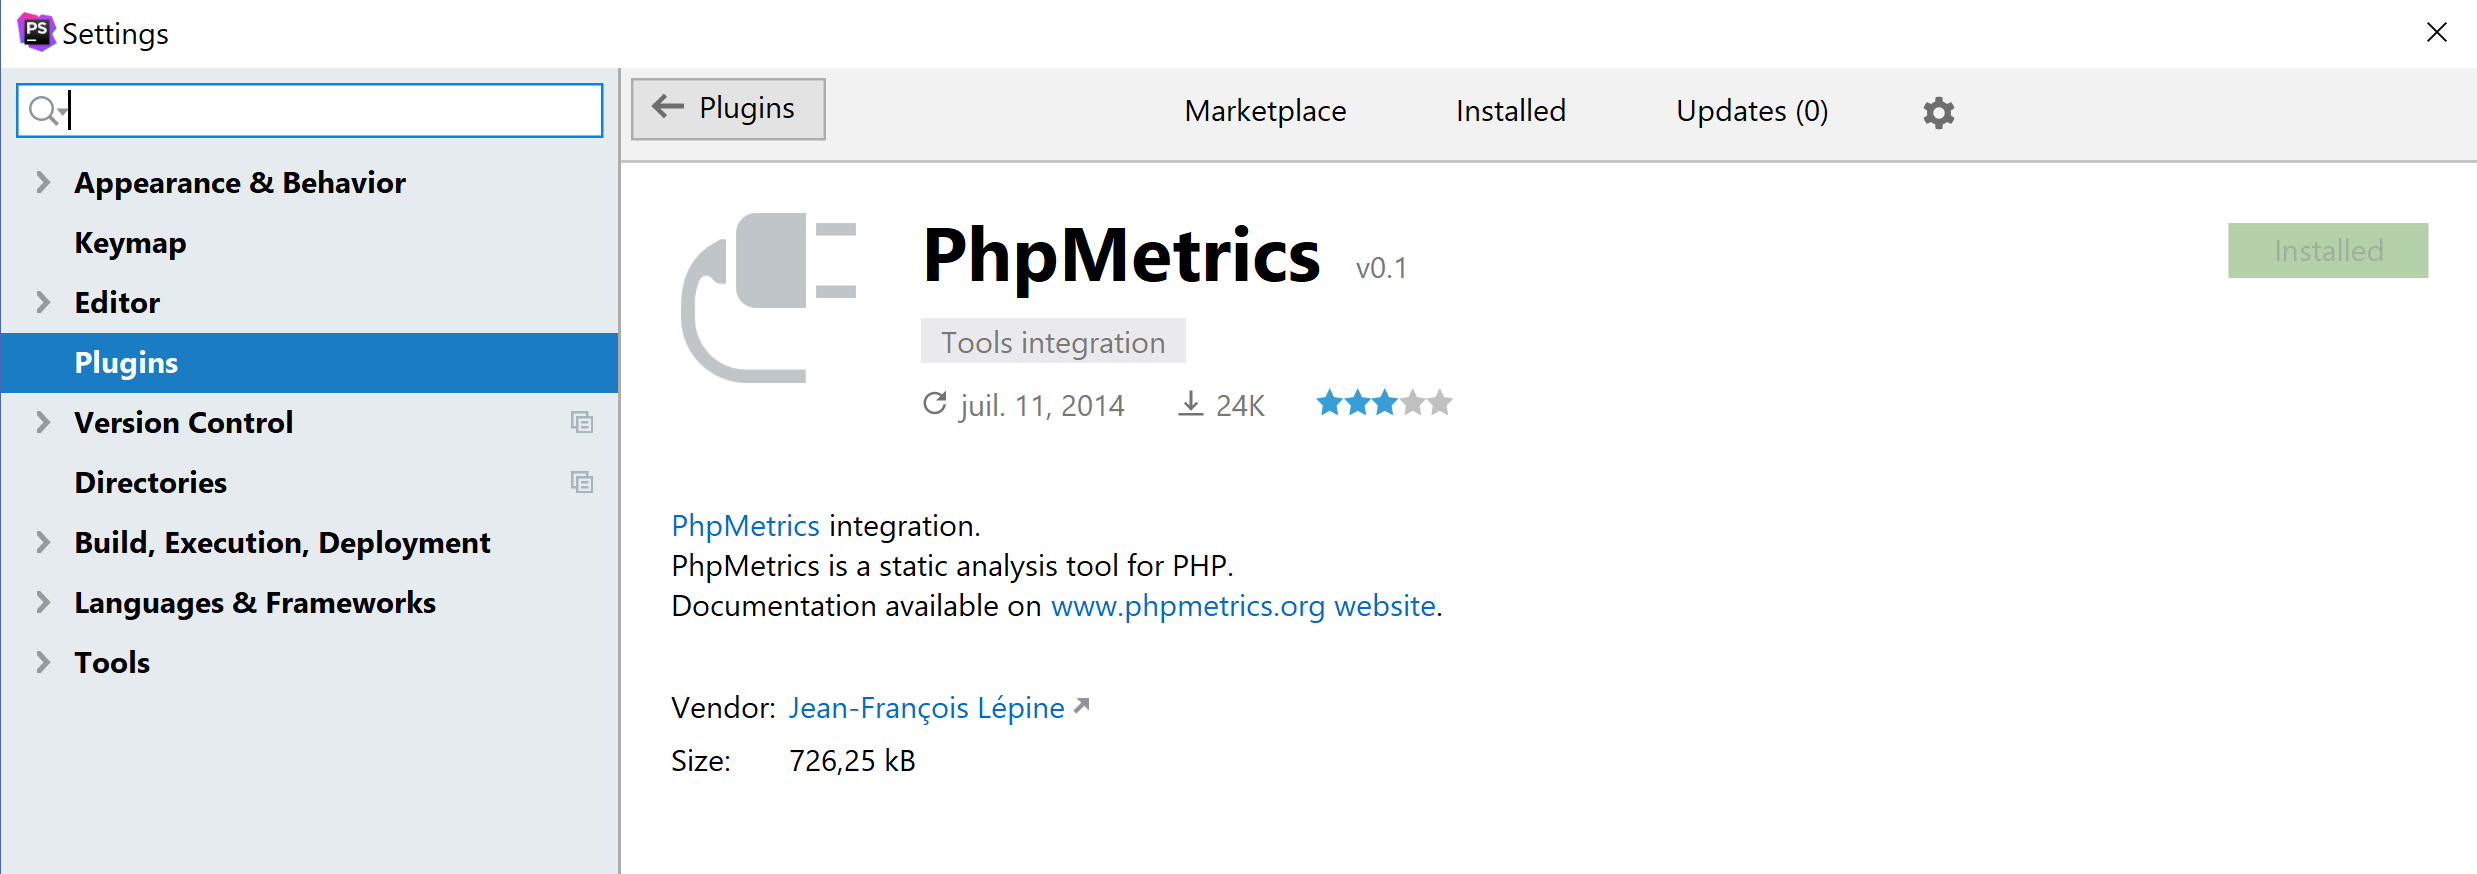 PS Settings
Appearance & Behavior
Keymap
Editor
Plugins
Version Control
Directories
Build, Execution, Deployment
Languages & Frameworks
Tools
Plugins
Marketplace Installed Updates (0)
PhpMetrics v0.1
Installed
Tools integration
juil. 11, 2014 24K
PhpMetrics integration.
PhpMetrics is a static analysis tool for PHP.
Documentation available on www.phpmetrics.org website.
Vendor: Jean-François Lépine
Size: 726,25 kB